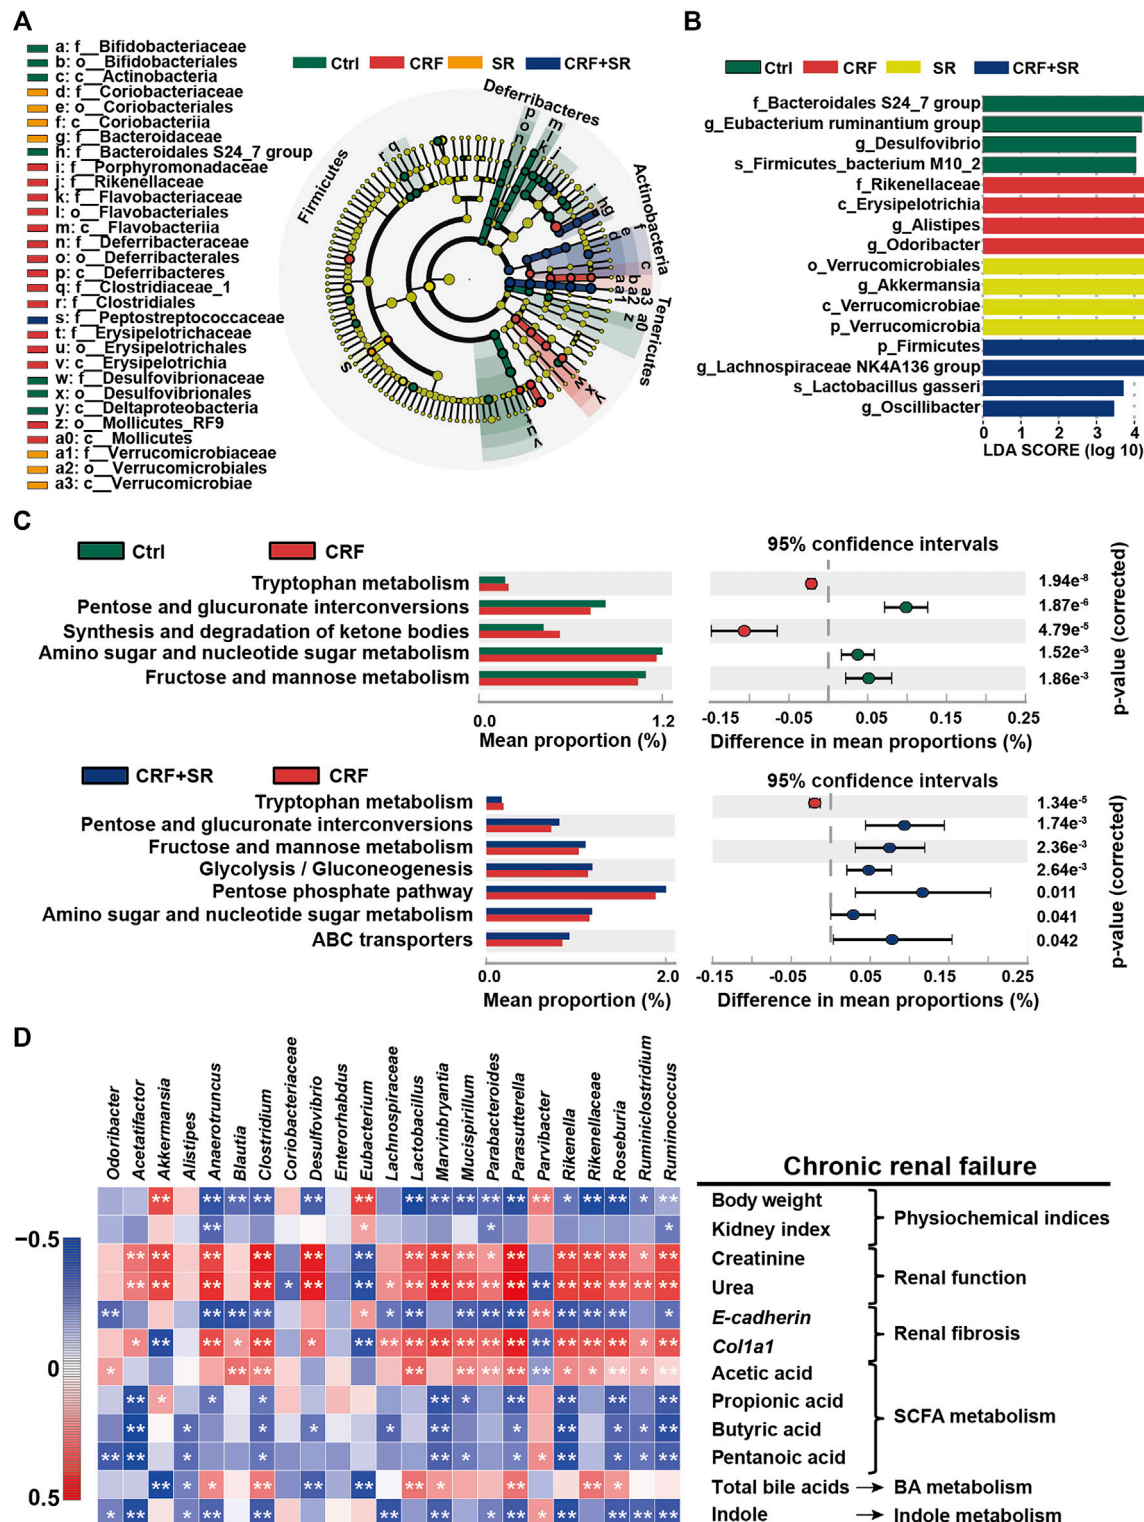 A
a: f__Bifidobacteriaceae
b: o__Bifidobacteriales
c: c__Actinobacteria
d: f__Coriobacteriaceae
e: o__Coriobacteriales
f: c__Coriobacteriia
g: f__Bacteroidaceae
h: f__Bacteroidales S24_7 group
i: f__Porphyromonadaceae
j: f__Rikenellaceae
k: f__Flavobacteriaceae
l: o__Flavobacteriales
m: c__Flavobacteriia
n: f__Deferribacteraceae
o: o__Deferribacterales
p: c__Deferribacteres
q: f__Clostridiaceae_1
r: f__Clostridiales
s: f__Peptostreptococcaceae
t: f__Erysipelotrichaceae
u: o__Erysipelotrichales
v: c__Erysipelotrichia
w: f__Desulfovibrionaceae
x: o__Desulfovibrionales
y: c__Deltaproteobacteria
z: o__Mollicutes_RF9
a0: c__Mollicutes
a1: f__Verrucomicrobiaceae
a2: o__Verrucomicrobiales
a3: c__Verrucomicrobiae
Ctrl CRF SR CRF+SR
Deferribacteres
Firmicutes
Actinobacteria
Tenericutes
r q
p
o
n
m
k
j
i
h g
f
e
d
c
b
a
a3
a2
a1
a0
z
y
x
w
v
u
t
s
B
Ctrl CRF SR CRF+SR
f_Bacteroidales S24_7 group
g_Eubacterium ruminantium group
g_Desulfovibrio
s_Firmicutes_bacterium M10_2
f_Rikenellaceae
c_Erysipelotrichia
g_Alistipes
g_Odoribacter
o_Verrucomicrobiales
g_Akkermansia
c_Verrucomicrobiae
p_Verrucomicrobia
p_Firmicutes
g_Lachnospiraceae NK4A136 group
s_Lactobacillus gasseri
g_Oscillibacter
0 1 2 3 4
LDA SCORE (log 10)
C
Ctrl CRF
95% confidence intervals
Tryptophan metabolism 1.94e-8
Pentose and glucuronate interconversions 1.87e-6
Synthesis and degradation of ketone bodies 4.79e-5
Amino sugar and nucleotide sugar metabolism 1.52e-3
Fructose and mannose metabolism 1.86e-3
p-value (corrected)
0.0 1.2 -0.15 -0.05 0.05 0.15 0.25
Mean proportion (%) Difference in mean proportions (%)
CRF+SR CRF
95% confidence intervals
Tryptophan metabolism 1.34e-5
Pentose and glucuronate interconversions 1.74e-3
Fructose and mannose metabolism 2.36e-3
Glycolysis / Gluconeogenesis 2.64e-3
Pentose phosphate pathway 0.011
Amino sugar and nucleotide sugar metabolism 0.041
ABC transporters 0.042
p-value (corrected)
0.0 2.0 -0.15 -0.05 0.05 0.15 0.25
Mean proportion (%) Difference in mean proportions (%)
D
Odoribacter
Acetatifactor
Akkermansia
Alistipes
Anaerotruncus
Blautia
Clostridium
Coriobacteriaceae
Desulfovibrio
Enterorhabdus
Eubacterium
Lachnospiraceae
Lactobacillus
Marvinbryantia
Mucispirillum
Parabacteroides
Parasutterella
Parvibacter
Rikenella
Rikenellaceae
Roseburia
Ruminiclostridium
Ruminococcus
−0.5
0
0.5
Chronic renal failure
Body weight
Kidney index
Physiochemical indices
Creatinine
Urea
Renal function
E-cadherin
Col1a1
Renal fibrosis
Acetic acid
Propionic acid
Butyric acid
Pentanoic acid
SCFA metabolism
Total bile acids → BA metabolism
Indole → Indole metabolism